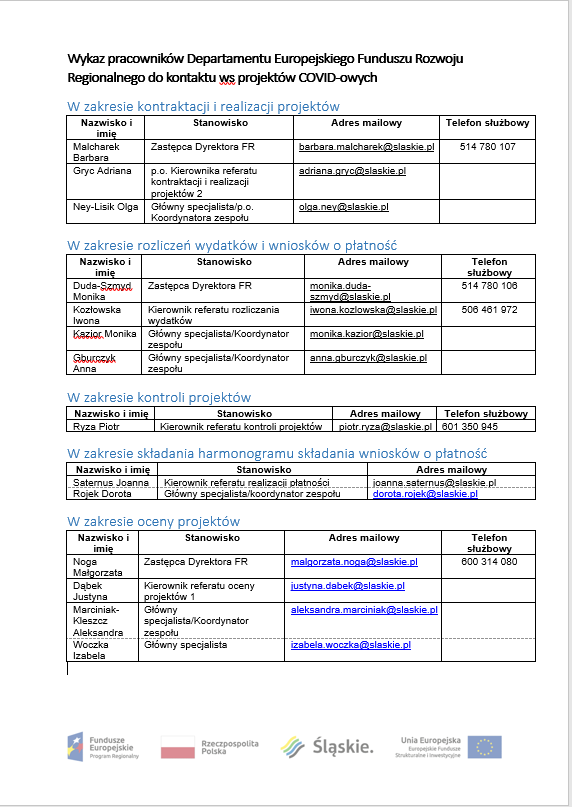 Wykaz pracowników Departamentu Europejskiego Funduszu Rozwoju
Regionalnego do kontaktu ws projektów COVID-owych
W zakresie kontraktacji i realizacji projektów
Nazwisko i imię Stanowisko Adres mailowy Telefon służbowy
Malcharek Barbara Zastępca Dyrektora FR barbara.malcharek@slaskie.pl 514 780 107
Gryc Adriana p.o. Kierownika referatu kontraktacji i realizacji projektów 2 adriana.gryc@slaskie.pl
Ney-Lisik Olga Główny specjalista/p.o. Koordynatora zespołu olga.ney@slaskie.pl
W zakresie rozliczeń wydatków i wniosków o płatność
Nazwisko i imię Stanowisko Adres mailowy Telefon służbowy
Duda-Szmyd Monika Zastępca Dyrektora FR monika.duda-szmyd@slaskie.pl 514 780 106
Kozłowska Iwona Kierownik referatu rozliczania wydatków iwona.kozlowska@slaskie.pl 506 461 972
Kazior Monika Główny specjalista/Koordynator zespołu monika.kazior@slaskie.pl
Gburczyk Anna Główny specjalista/Koordynator zespołu anna.gburczyk@slaskie.pl
W zakresie kontroli projektów
Nazwisko i imię Stanowisko Adres mailowy Telefon służbowy
Ryza Piotr Kierownik referatu kontroli projektów piotr.ryza@slaskie.pl 601 350 945
W zakresie składania harmonogramu składania wniosków o płatność
Nazwisko i imię Stanowisko Adres mailowy
Saternus Joanna Kierownik referatu realizacji płatności joanna.saternus@slaskie.pl
Rojek Dorota Główny specjalista/koordynator zespołu dorota.rojek@slaskie.pl
W zakresie oceny projektów
Nazwisko i imię Stanowisko Adres mailowy Telefon służbowy
Noga Małgorzata Zastępca Dyrektora FR malgorzata.noga@slaskie.pl 600 314 080
Dąbek Justyna Kierownik referatu oceny projektów 1 justyna.dabek@slaskie.pl
Marciniak-Kleszcz Aleksandra Główny specjalista/Koordynator zespołu aleksandra.marciniak@slaskie.pl
Woczka Izabela Główny specjalista izabela.woczka@slaskie.pl
Fundusze Europejskie Program Regionalny
Rzeczpospolita Polska
Śląskie.
Unia Europejska Europejskie Fundusze Strukturalne i Inwestycyjne